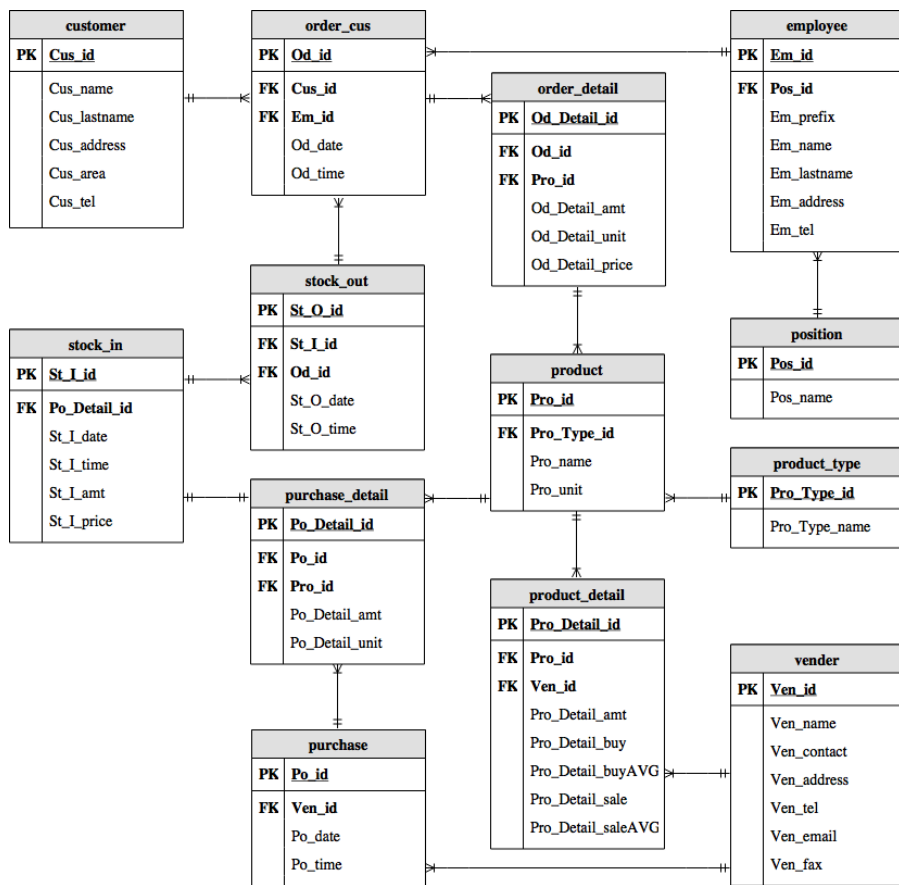 customer
PK Cus_id
Cus_name
Cus_lastname
Cus_address
Cus_area
Cus_tel
order_cus
PK Od_id
FK Cus_id
FK Em_id
Od_date
Od_time
order_detail
PK Od_Detail_id
FK Od_id
FK Pro_id
Od_Detail_amt
Od_Detail_unit
Od_Detail_price
employee
PK Em_id
FK Pos_id
Em_prefix
Em_name
Em_lastname
Em_address
Em_tel
stock_in
PK St_I_id
FK Po_Detail_id
St_I_date
St_I_time
St_I_amt
St_I_price
stock_out
PK St_O_id
FK St_I_id
FK Od_id
St_O_date
St_O_time
product
PK Pro_id
FK Pro_Type_id
Pro_name
Pro_unit
position
PK Pos_id
Pos_name
product_type
PK Pro_Type_id
Pro_Type_name
purchase_detail
PK Po_Detail_id
FK Po_id
FK Pro_id
Po_Detail_amt
Po_Detail_unit
product_detail
PK Pro_Detail_id
FK Pro_id
FK Ven_id
Pro_Detail_amt
Pro_Detail_buy
Pro_Detail_buyAVG
Pro_Detail_sale
Pro_Detail_saleAVG
vender
PK Ven_id
Ven_name
Ven_contact
Ven_address
Ven_tel
Ven_email
Ven_fax
purchase
PK Po_id
FK Ven_id
Po_date
Po_time